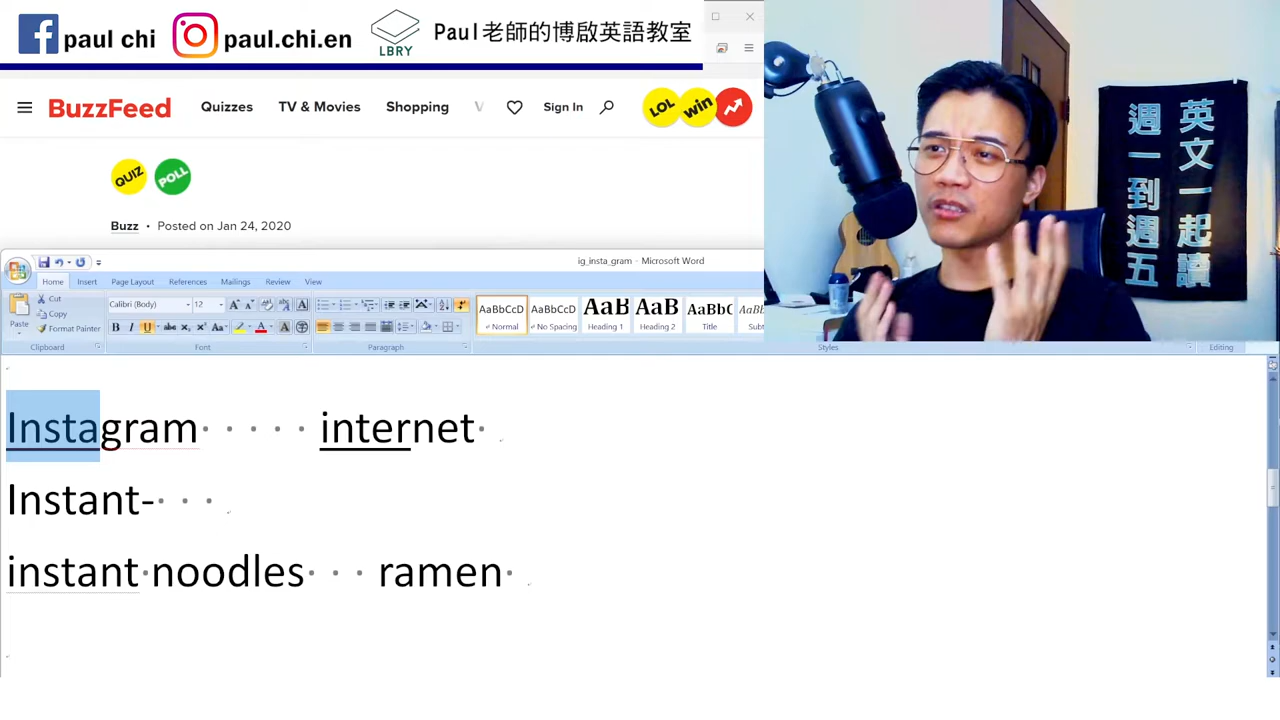 paul chi
paul.chi.en
LBRY
Paul老師的博啟英語教室
BuzzFeed
Quizzes
TV & Movies
Shopping
Sign In
LOL
win
QUIZ
POLL
Buzz • Posted on Jan 24, 2020
英文一起讀
週一到週五
ig_insta_gram - Microsoft Word
Home
Insert
Page Layout
References
Mailings
Review
View
Paste
Cut
Copy
Format Painter
Clipboard
Calibri (Body)
12
Font
Paragraph
AaBbCcD
Normal
AaBbCcD
No Spacing
AaB
Heading 1
AaB
Heading 2
AaBbC
Title
Styles
Editing
Instagram internet
Instant-
instant noodles ramen